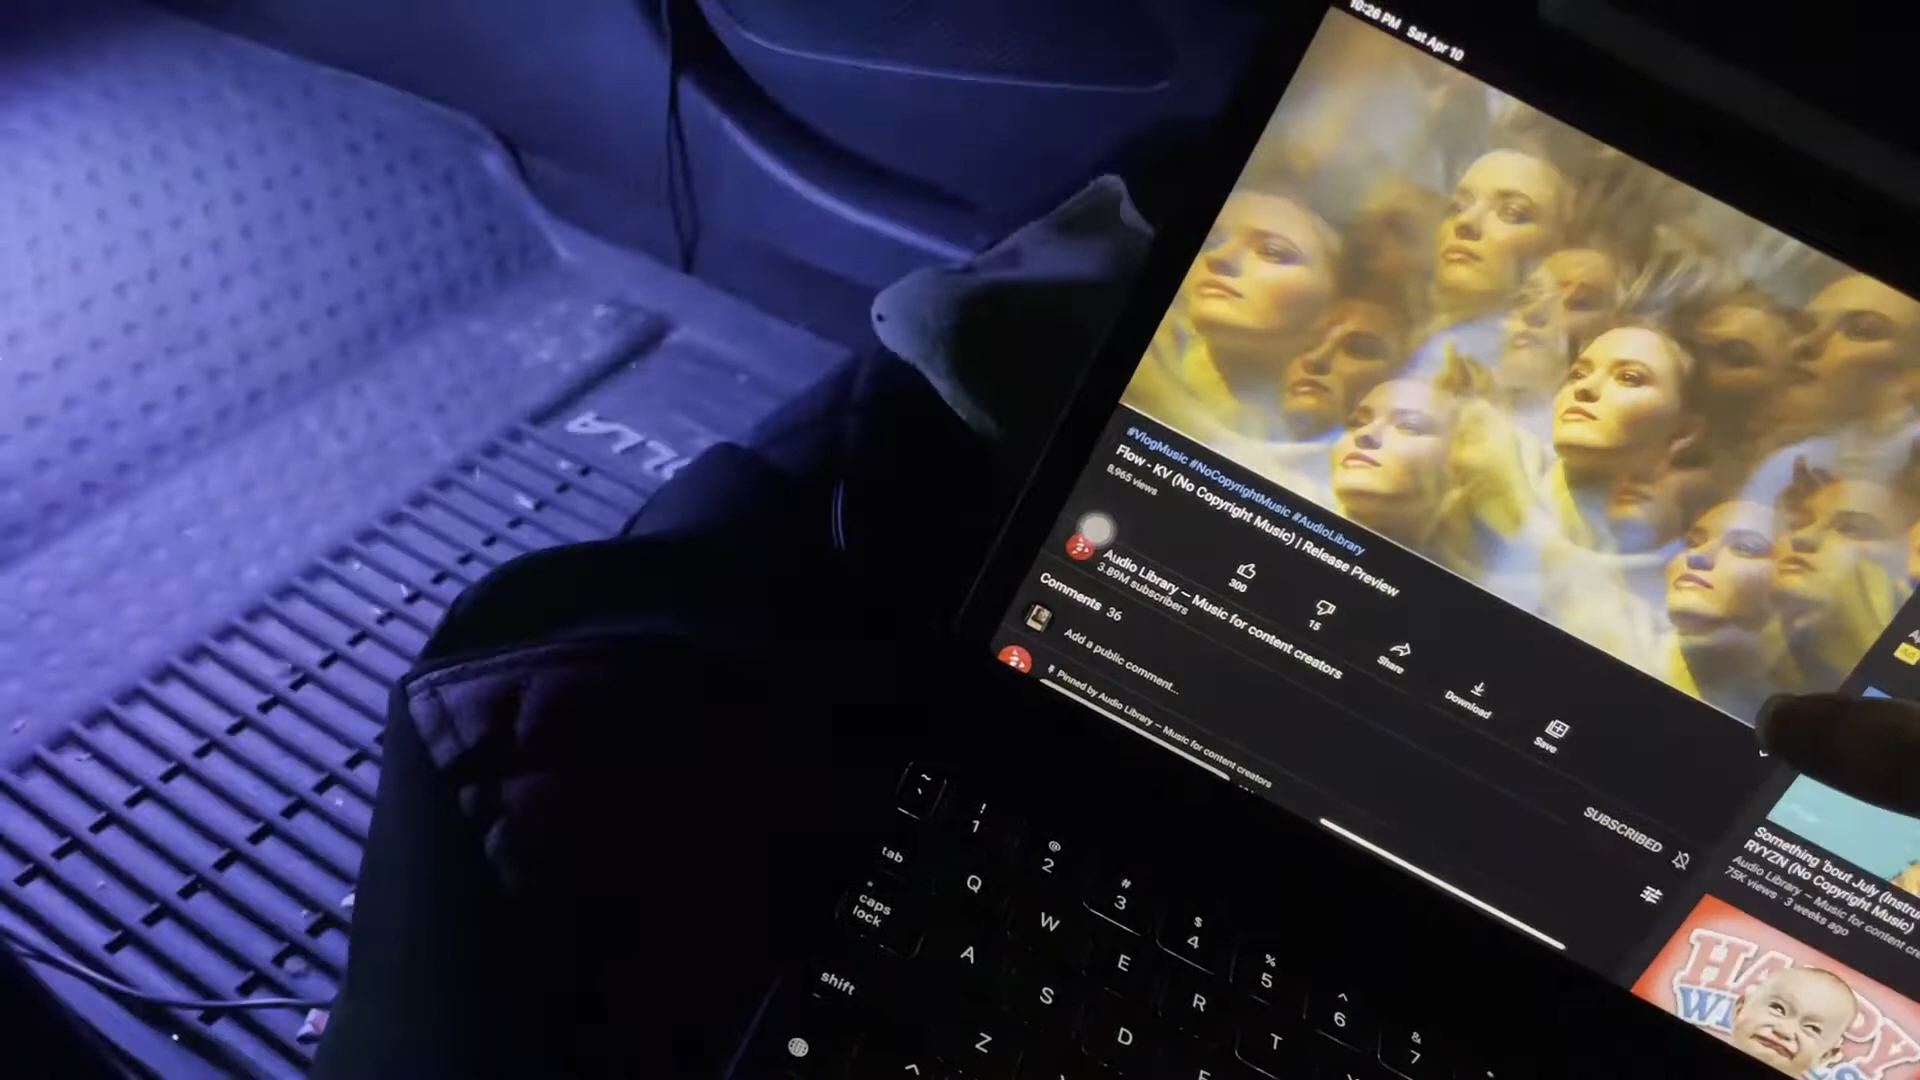 10:26 PM Sat Apr 10
#VlogMusic #NoCopyrightMusic #AudioLibrary
Flow - KV (No Copyright Music) | Release Preview
8,965 views
300
15
Share
Download
Save
Audio Library — Music for content creators
3.89M subscribers
SUBSCRIBED
Comments 36
Add a public comment...
Pinned by Audio Library – Music for content creators
Something 'bout July
RYYZN (No Copyright Music)
Audio Library – Music for content
75K views · 3 weeks ago
Ad
~ `
! 1
@ 2
# 3
$ 4
% 5
^ 6
& 7
tab
Q
W
E
R
T
caps lock
A
S
D
shift
Z